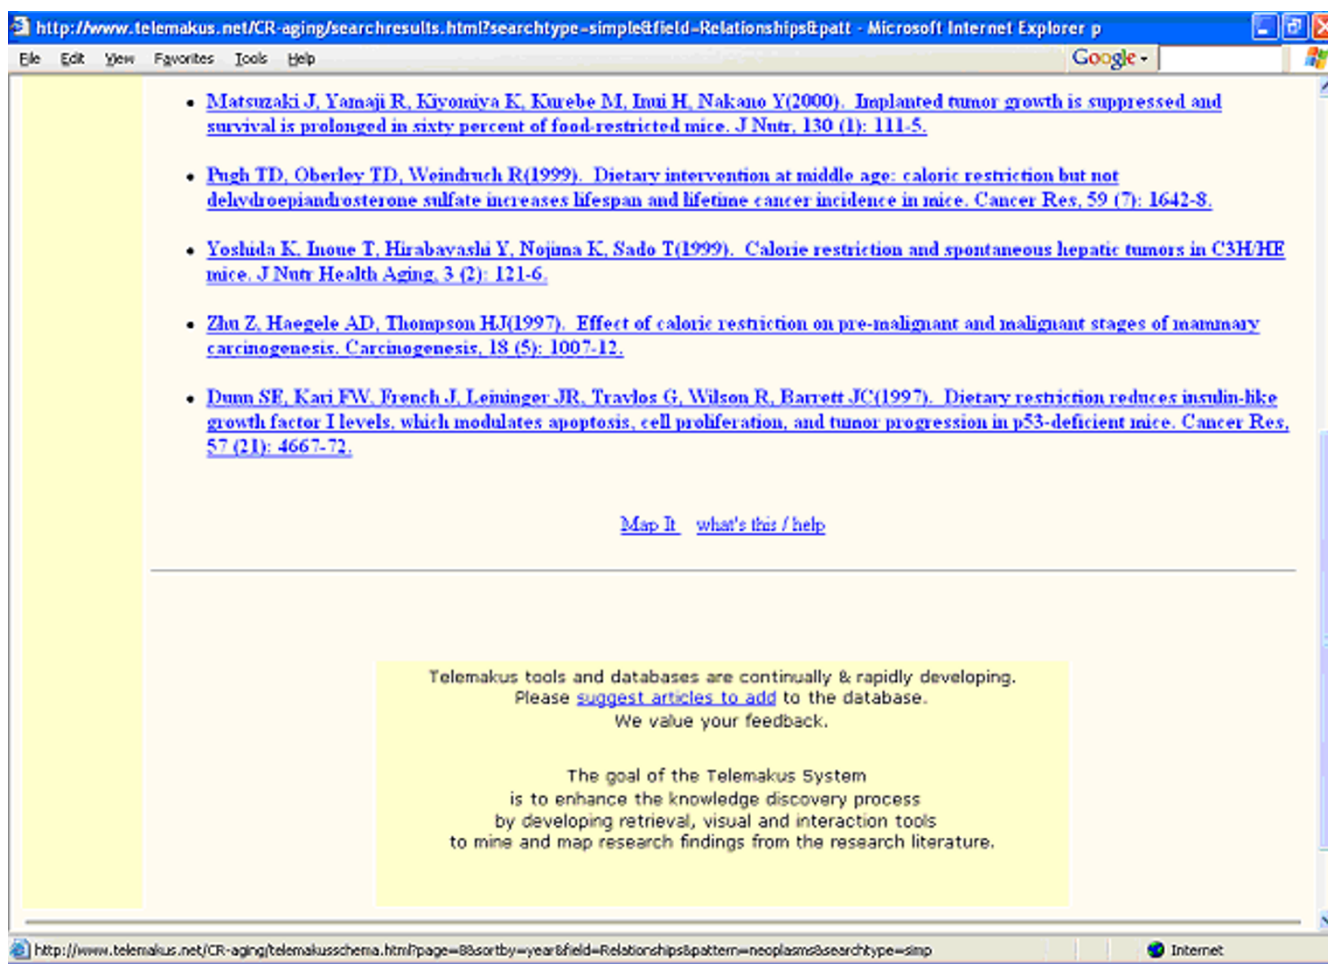 http://www.telemakus.net/CR-aging/searchresults.html?searchtype=simple&field=Relationships&patt - Microsoft Internet Explorer p
File Edit View Favorites Tools Help
Google
Matsuzaki J, Yamaji R, Kiyomiya K, Kurebe M, Inui H, Nakano Y(2000). Implanted tumor growth is suppressed and
survival is prolonged in sixty percent of food-restricted mice. J Nutr, 130 (1): 111-5.
Pugh TD, Oberley TD, Weindruch R(1999). Dietary intervention at middle age: caloric restriction but not
dehydroepiandrosterone sulfate increases lifespan and lifetime cancer incidence in mice. Cancer Res, 59 (7): 1642-8.
Yoshida K, Inoue T, Hirabayashi Y, Nojima K, Sado T(1999). Calorie restriction and spontaneous hepatic tumors in C3H/HE
mice. J Nutr Health Aging, 3 (2): 121-6.
Zhu Z, Haegele AD, Thompson HJ(1997). Effect of caloric restriction on pre-malignant and malignant stages of mammary
carcinogenesis. Carcinogenesis, 18 (5): 1007-12.
Dunn SE, Kari FW, French J, Leininger JR, Travlos G, Wilson R, Barrett JC(1997). Dietary restriction reduces insulin-like
growth factor I levels, which modulates apoptosis, cell proliferation, and tumor progression in p53-deficient mice. Cancer Res,
57 (21): 4667-72.
Map It what's this / help
Telemakus tools and databases are continually & rapidly developing.
Please suggest articles to add to the database.
We value your feedback.
The goal of the Telemakus System
is to enhance the knowledge discovery process
by developing retrieval, visual and interaction tools
to mine and map research findings from the research literature.
http://www.telemakus.net/CR-aging/telemakusschema.html?page=8&sortby=year&field=Relationships&pattern=neoplasms&searchtype=simp
Internet